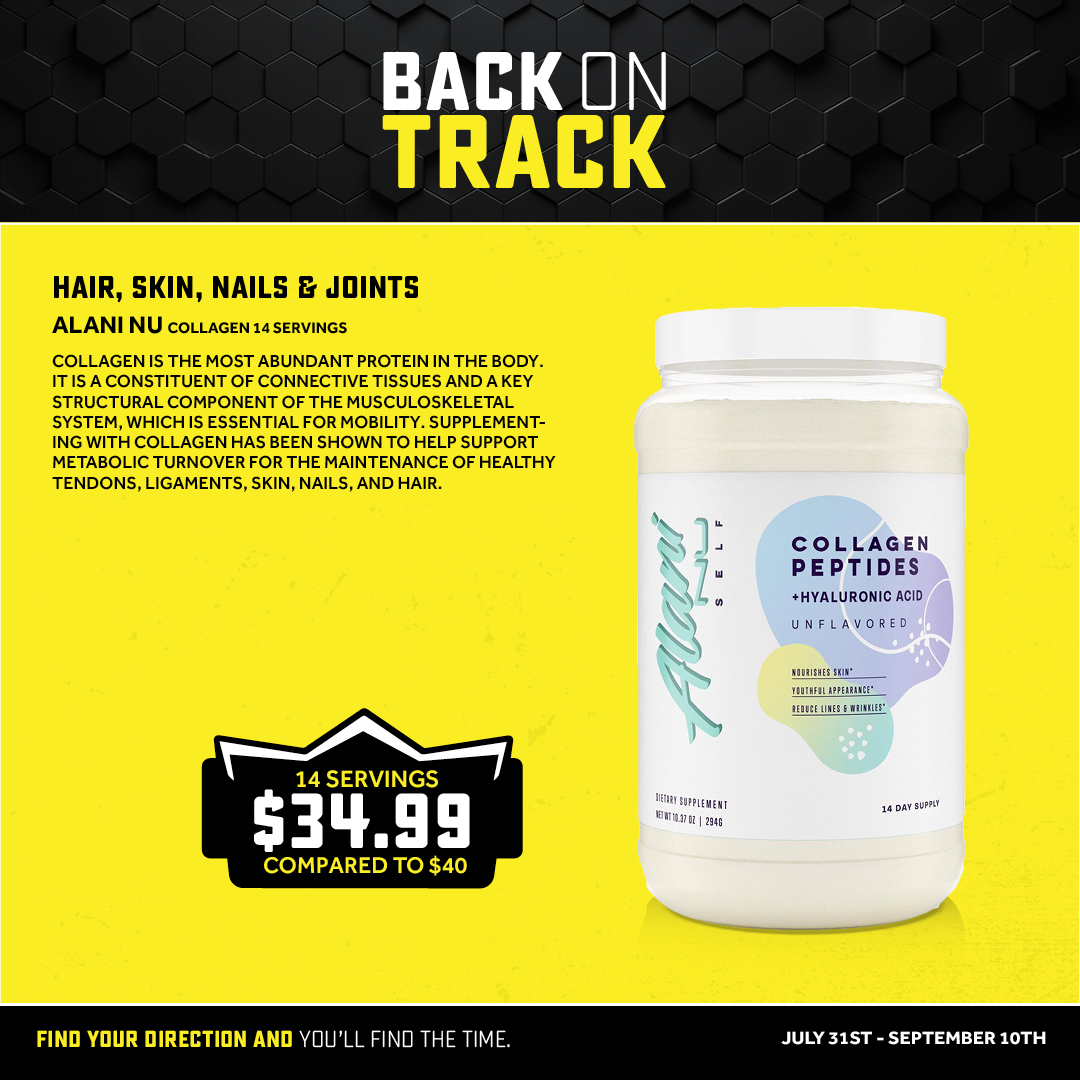 BACK ON
TRACK
HAIR, SKIN, NAILS & JOINTS
ALANI NU COLLAGEN 14 SERVINGS
COLLAGEN IS THE MOST ABUNDANT PROTEIN IN THE BODY.
IT IS A CONSTITUENT OF CONNECTIVE TISSUES AND A KEY
STRUCTURAL COMPONENT OF THE MUSCULOSKELETAL
SYSTEM, WHICH IS ESSENTIAL FOR MOBILITY. SUPPLEMENT-
ING WITH COLLAGEN HAS BEEN SHOWN TO HELP SUPPORT
METABOLIC TURNOVER FOR THE MAINTENANCE OF HEALTHY
TENDONS, LIGAMENTS, SKIN, NAILS, AND HAIR.
14 SERVINGS
$34.99
COMPARED TO $40
Alani
NU
SELF
COLLAGEN
PEPTIDES
+HYALURONIC ACID
UNFLAVORED
NOURISHES SKIN*
YOUTHFUL APPEARANCE*
REDUCE LINES & WRINKLES*
DIETARY SUPPLEMENT
NET WT 10.37 OZ | 294G
14 DAY SUPPLY
FIND YOUR DIRECTION AND YOU'LL FIND THE TIME.
JULY 31ST - SEPTEMBER 10TH